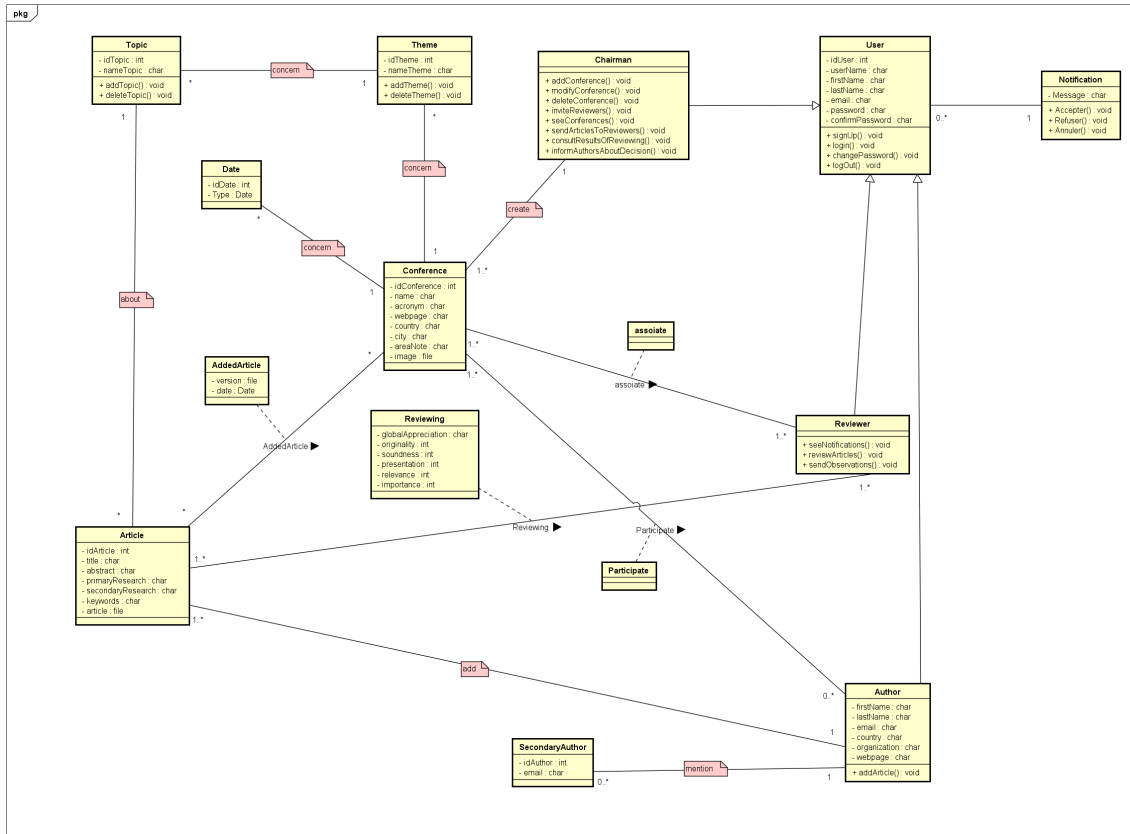 pkg
Topic
- idTopic : int
- nameTopic : char
+ addTopic() : void
+ deleteTopic() : void
*
1
concern
1
Theme
- idTheme : int
- nameTheme : char
+ addTheme() : void
+ deleteTheme() : void
*
Chairman
+ addConference() : void
+ modifyConference() : void
+ deleteConference() : void
+ inviteReviewers() : void
+ seeConferences() : void
+ sendArticlesToReviewers() : void
+ consultResultsOfReviewing() : void
+ informAuthorsAboutDecision() : void
1
User
- idUser : int
- userName : char
- firstName : char
- lastName : char
- email : char
- password : char
- confirmPassword : char
+ signUp() : void
+ login() : void
+ changePassword() : void
+ logOut() : void
0..*
1
Notification
- Message : char
+ Accepter() : void
+ Refuser() : void
+ Annuler() : void
Date
- idDate : int
- Type : Date
*
concern
concern
create
1
1
1..*
Conference
- idConference : int
- name : char
- acronym : char
- webpage : char
- country : char
- city : char
- areaNote : char
- image : file
*
1..*
1..*
about
assoiate
assoiate
AddedArticle
- version : file
- date : Date
AddedArticle
Reviewing
- globalAppreciation : char
- originality : int
- soundness : int
- presentation : int
- relevance : int
- importance : int
Reviewing
1..*
Reviewer
+ seeNotifications() : void
+ reviewArticles() : void
+ sendObservations() : void
1..*
Participate
Participate
*
*
Article
- idArticle : int
- title : char
- abstract : char
- primaryResearch : char
- secondaryResearch : char
- keywords : char
- article : file
1..*
1..*
add
0..*
1
Author
- firstName : char
- lastName : char
- email : char
- country : char
- organization : char
- webpage : char
+ addArticle() : void
SecondaryAuthor
- idAuthor : int
- email : char
0..*
mention
1